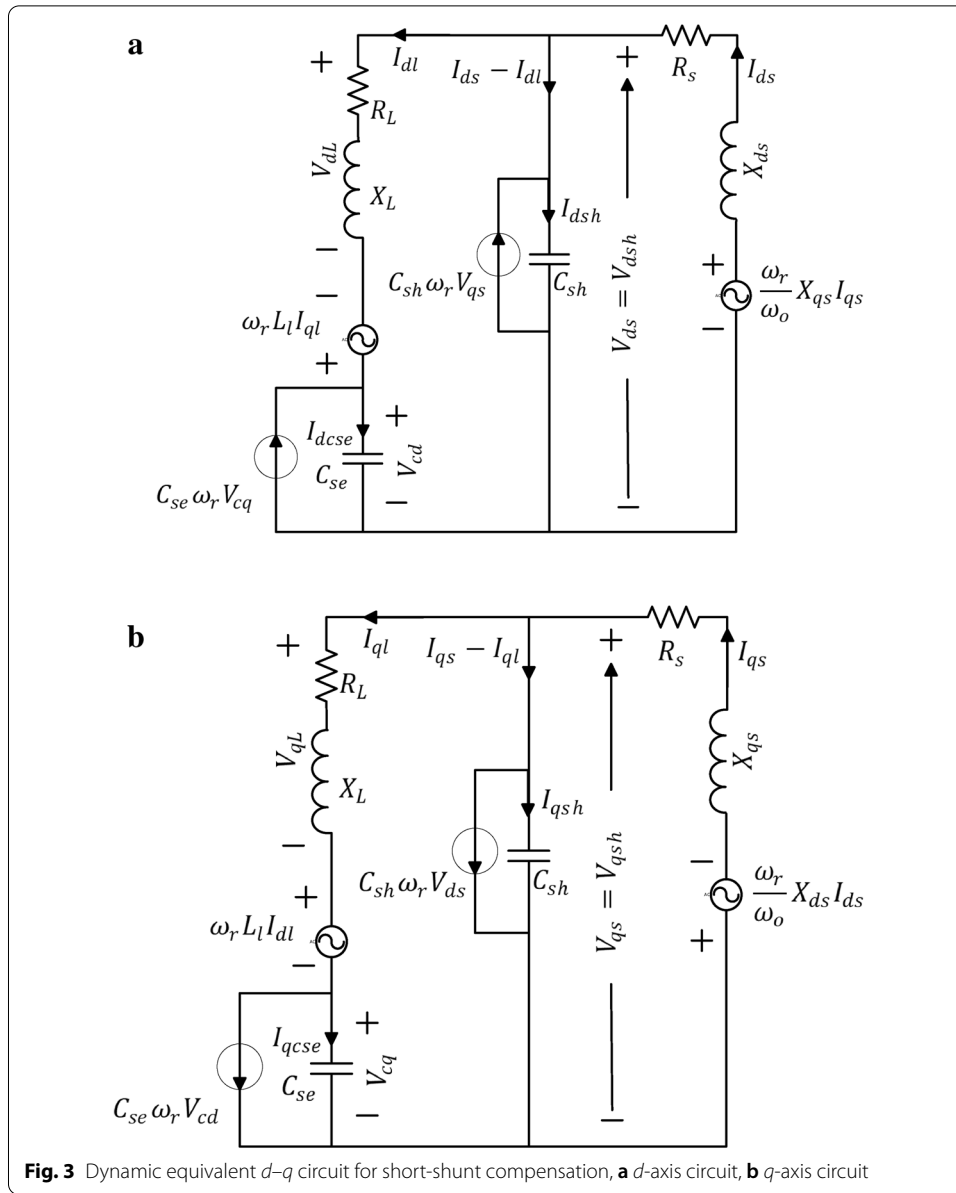 a
I_{dl}
I_{ds} − I_{dl}
R_s
I_{ds}
+
+
R_L
V_{dL}
X_L
X_{ds}
I_{dsh}
C_{sh} ω_r V_{qs}
C_{sh}
V_{ds} = V_{dsh}
−
−
+
−
\frac{ω_r}{ω_o} X_{qs} I_{qs}
ω_r L_l I_{ql}
+
I_{dcse}
C_{se}
+
V_{cd}
−
−
C_{se} ω_r V_{cq}
b
I_{ql}
I_{qs} − I_{ql}
R_s
I_{qs}
+
+
R_L
V_{qL}
X_L
X_{qs}
I_{qsh}
C_{sh} ω_r V_{ds}
C_{sh}
V_{qs} = V_{qsh}
−
+
−
+
\frac{ω_r}{ω_o} X_{ds} I_{ds}
ω_r L_l I_{dl}
−
I_{qcse}
C_{se}
+
V_{cq}
−
−
C_{se} ω_r V_{cd}
Fig. 3 Dynamic equivalent d–q circuit for short-shunt compensation, a d-axis circuit, b q-axis circuit